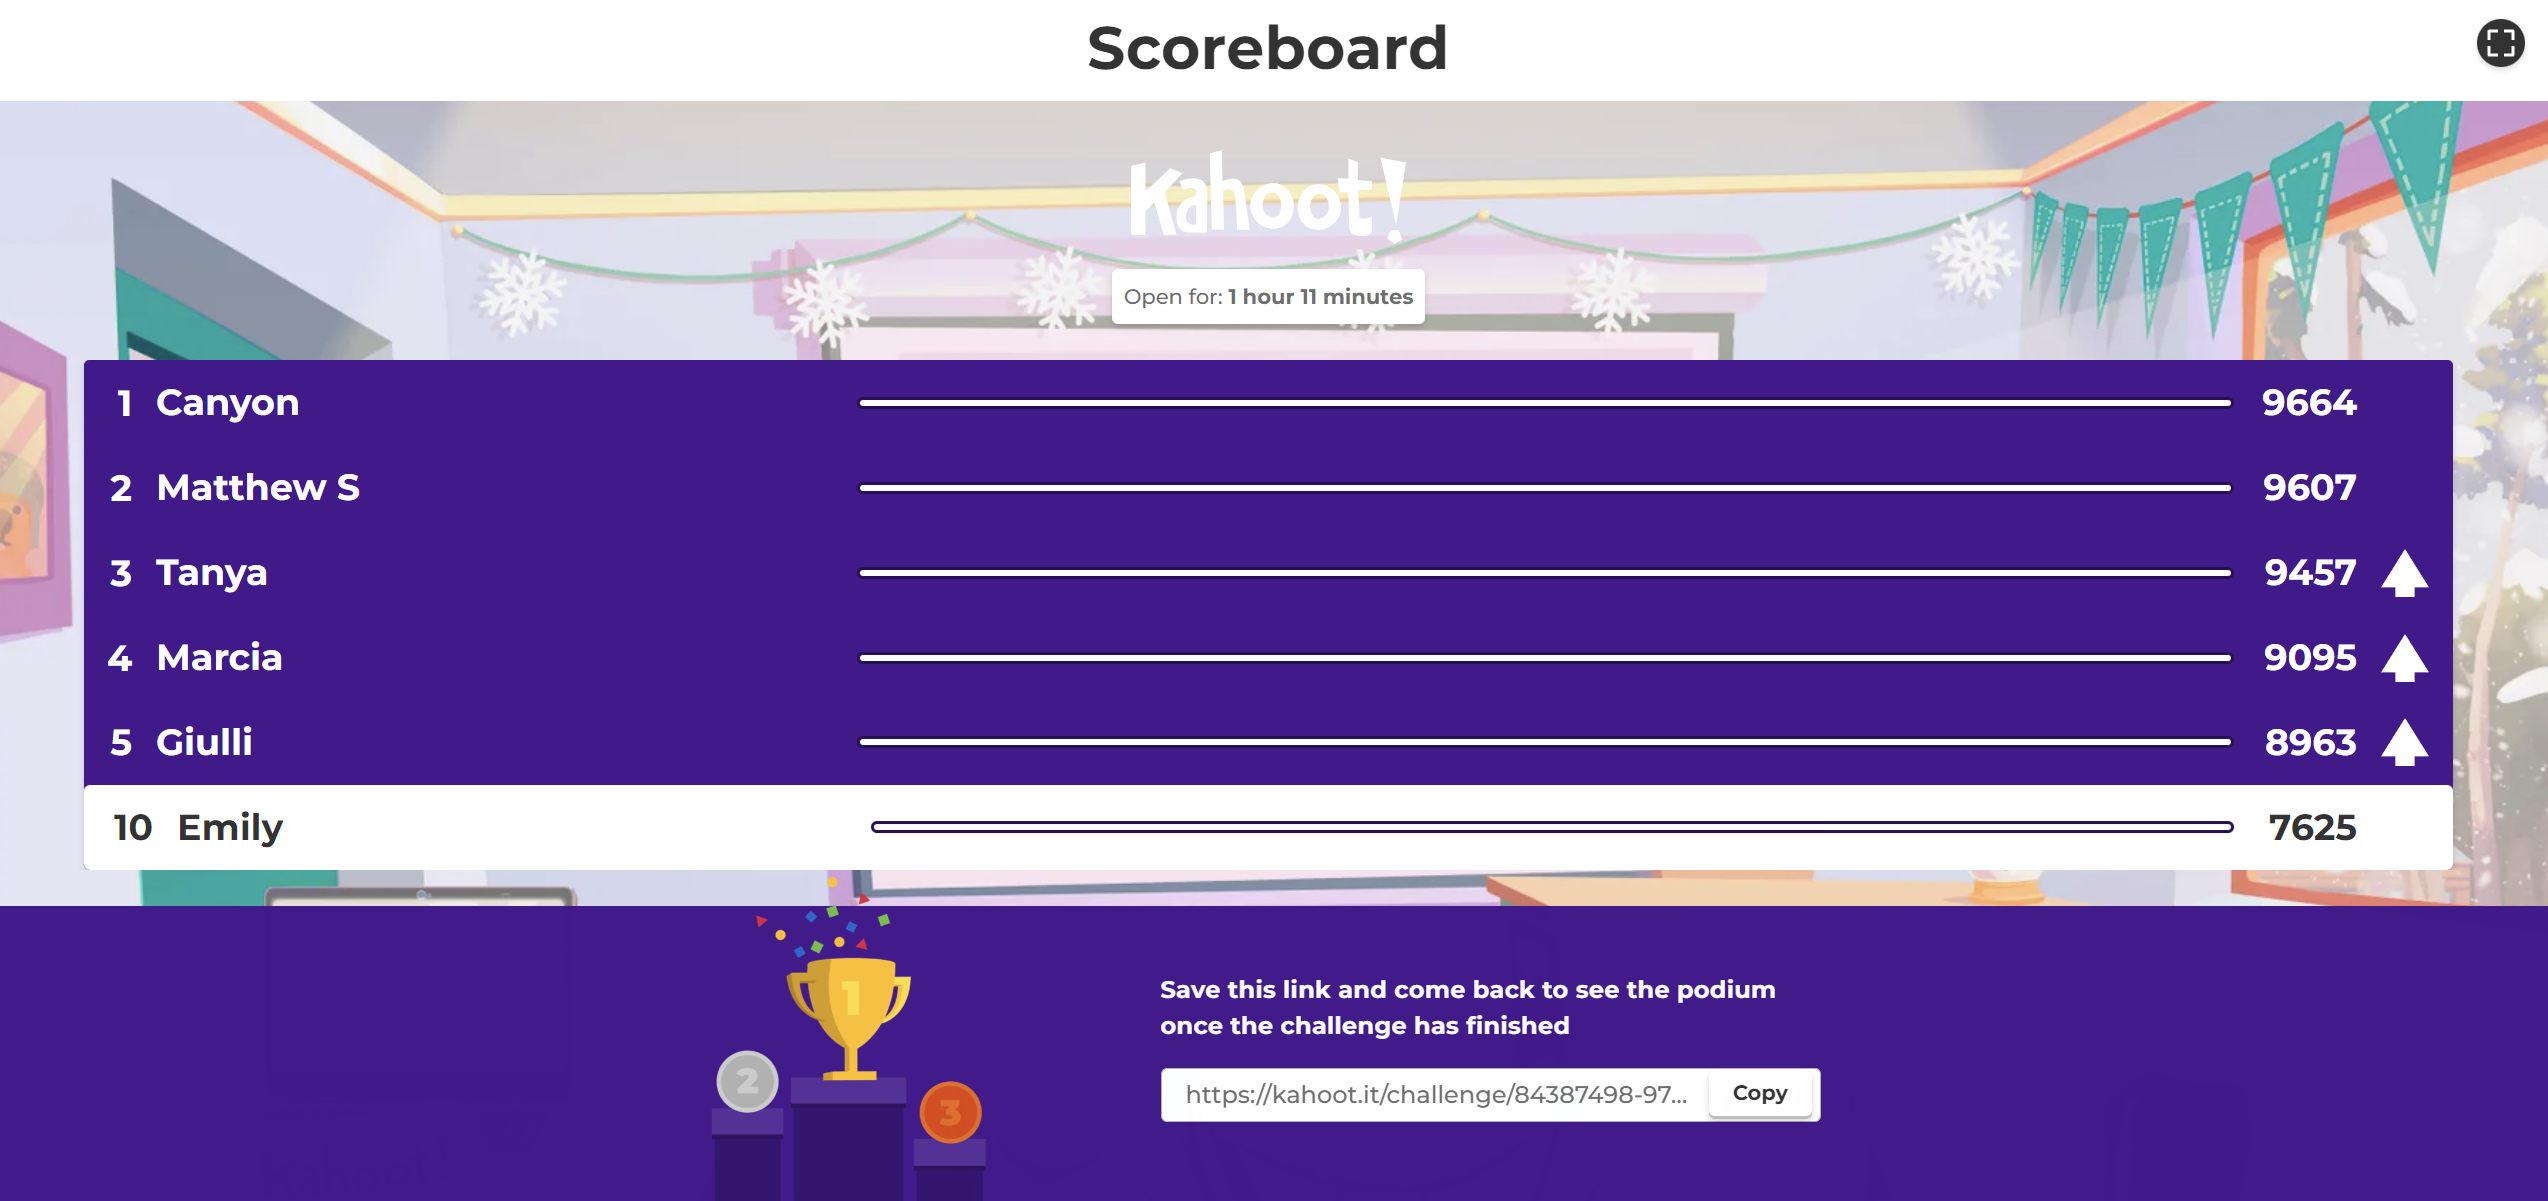 Scoreboard
Kahoot!
Open for: 1 hour 11 minutes
1 Canyon 9664
2 Matthew S 9607
3 Tanya 9457
4 Marcia 9095
5 Giulli 8963
10 Emily 7625
1
2
3
Save this link and come back to see the podium
once the challenge has finished
https://kahoot.it/challenge/84387498-97... Copy